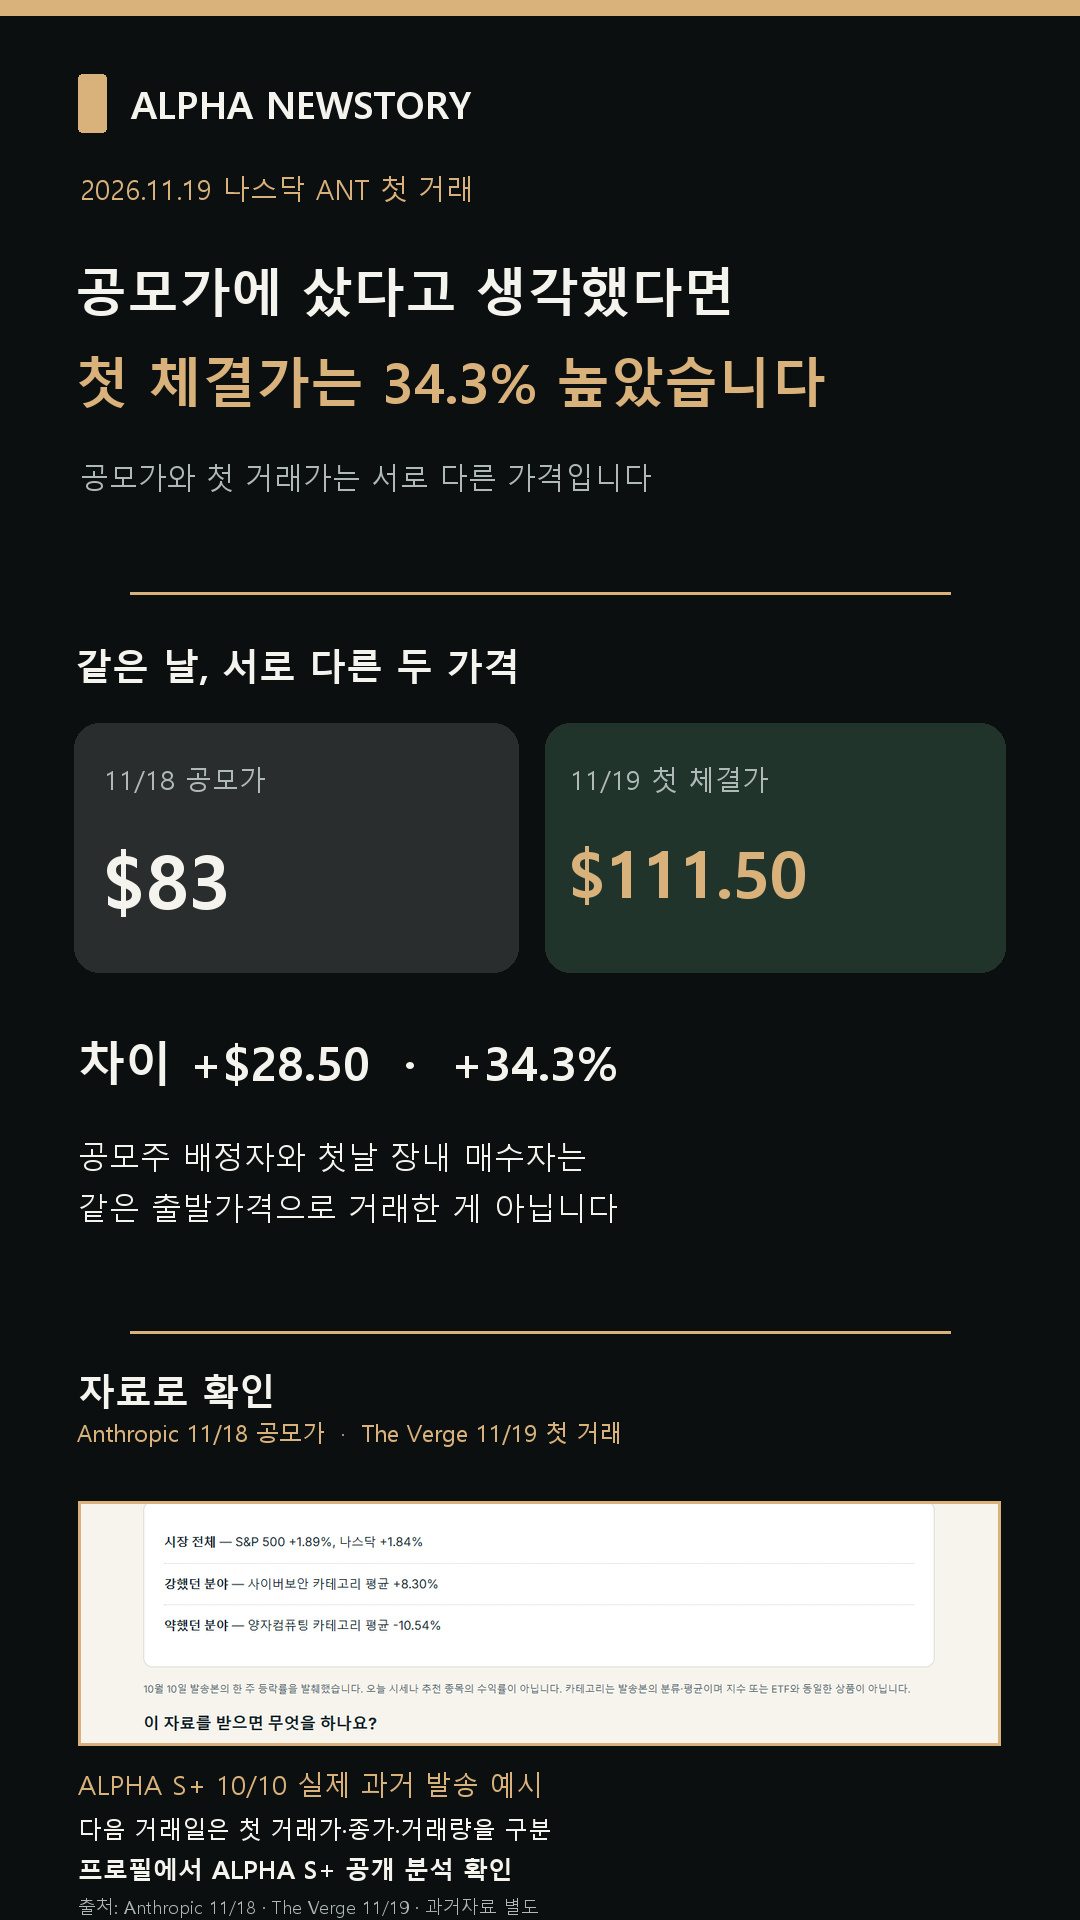 ALPHA NEWSTORY
2026.11.19 나스닥 ANT 첫 거래
공모가에 샀다고 생각했다면
첫 체결가는 34.3% 높았습니다
공모가와 첫 거래가는 서로 다른 가격입니다
같은 날, 서로 다른 두 가격
11/18 공모가
$83
11/19 첫 체결가
$111.50
차이 +$28.50 · +34.3%
공모주 배정자와 첫날 장내 매수자는
같은 출발가격으로 거래한 게 아닙니다
자료로 확인
Anthropic 11/18 공모가 · The Verge 11/19 첫 거래
시장 전체 — S&P 500 +1.89%, 나스닥 +1.84%
강했던 분야 — 사이버보안 카테고리 평균 +8.30%
약했던 분야 — 양자컴퓨팅 카테고리 평균 -10.54%
10월 10일 발송본의 한 주 등락률을 발췌했습니다. 오늘 시세나 추천 종목의 수익률이 아닙니다. 카테고리는 발송본의 분류·평균이며 지수 또는 ETF와 동일한 상품이 아닙니다.
이 자료를 받으면 무엇을 하나요?
ALPHA S+ 10/10 실제 과거 발송 예시
다음 거래일은 첫 거래가·종가·거래량을 구분
프로필에서 ALPHA S+ 공개 분석 확인
출처: Anthropic 11/18 · The Verge 11/19 · 과거자료 별도